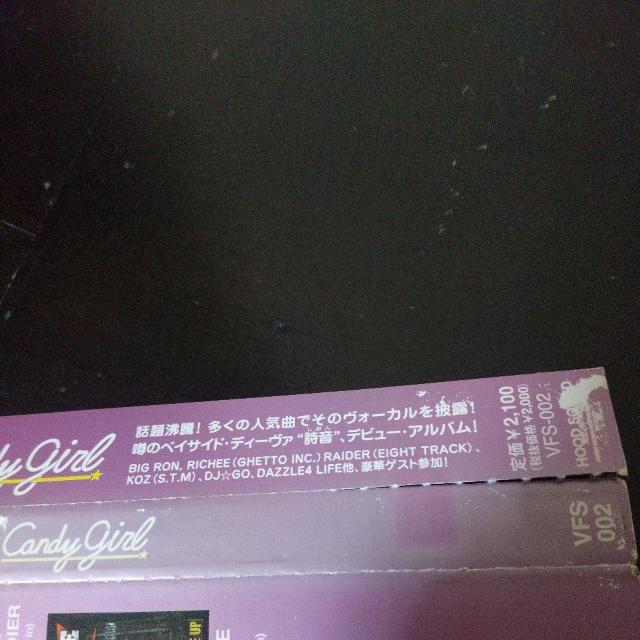 dy Girl
話題沸騰!多くの人気曲でそのヴォーカルを披露!
噂のベイサイド・ディーヴァ“詩音”、デビュー・アルバム!
BIG RON, RICHEE (GHETTO INC.) RAIDER (EIGHT TRACK)、
KOZ (S.T.M)、DJ☆GO、DAZZLE4 LIFE他、豪華ゲスト参加!
定価¥2,100
(税抜価格¥2,000)
VFS-002
Candy Girl
VFS
002
UP